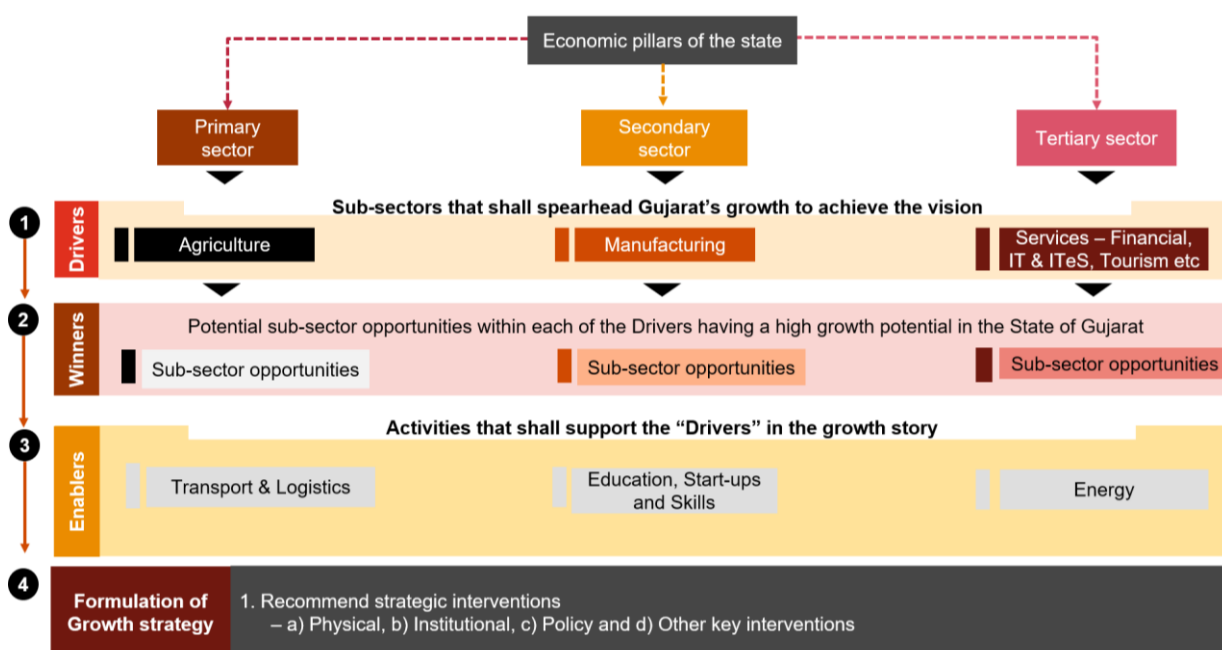 Economic pillars of the state
Primary
sector
Secondary
sector
Tertiary sector
1
Drivers
Sub-sectors that shall spearhead Gujarat's growth to achieve the vision
Agriculture
Manufacturing
Services – Financial,
IT & ITeS, Tourism etc
2
Winners
Potential sub-sector opportunities within each of the Drivers having a high growth potential in the State of Gujarat
Sub-sector opportunities
Sub-sector opportunities
Sub-sector opportunities
3
Enablers
Activities that shall support the “Drivers” in the growth story
Transport & Logistics
Education, Start-ups
and Skills
Energy
4
Formulation of
Growth strategy
1. Recommend strategic interventions
– a) Physical, b) Institutional, c) Policy and d) Other key interventions